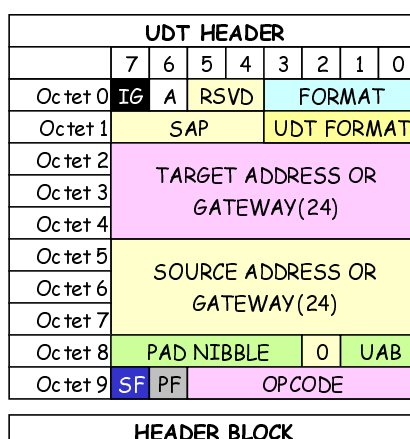 UDT HEADER
7 6 5 4 3 2 1 0
Octet 0 IG A RSVD FORMAT
Octet 1 SAP UDT FORMAT
Octet 2
TARGET ADDRESS OR
Octet 3
GATEWAY(24)
Octet 4
Octet 5
SOURCE ADDRESS OR
Octet 6
GATEWAY(24)
Octet 7
Octet 8 PAD NIBBLE 0 UAB
Octet 9 SF PF OPCODE
HEADER BLOCK